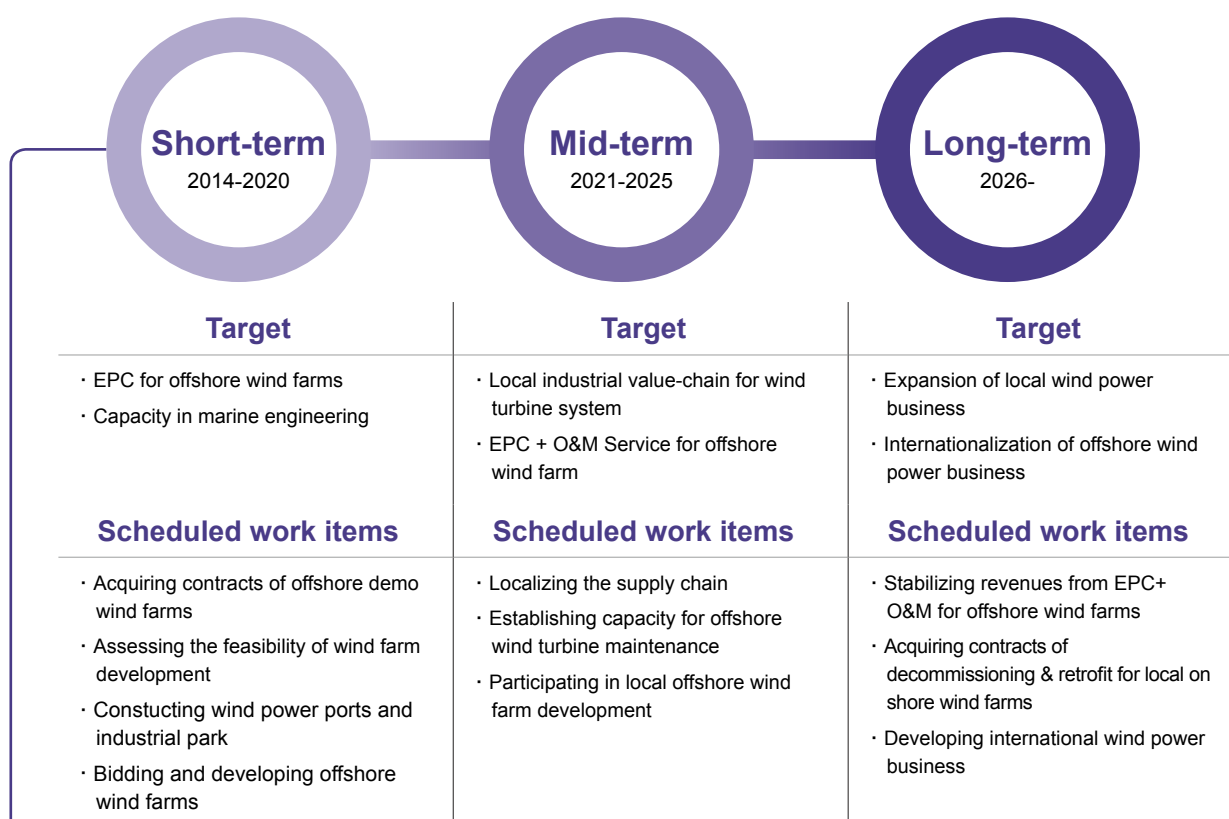 Short-term
2014-2020
Mid-term
2021-2025
Long-term
2026-
Target
· EPC for offshore wind farms
· Capacity in marine engineering
Scheduled work items
· Acquiring contracts of offshore demo
wind farms
· Assessing the feasibility of wind farm
development
· Constucting wind power ports and
industrial park
· Bidding and developing offshore
wind farms
Target
· Local industrial value-chain for wind
turbine system
· EPC + O&M Service for offshore
wind farm
Scheduled work items
· Localizing the supply chain
· Establishing capacity for offshore
wind turbine maintenance
· Participating in local offshore wind
farm development
Target
· Expansion of local wind power
business
· Internationalization of offshore wind
power business
Scheduled work items
· Stabilizing revenues from EPC+
O&M for offshore wind farms
· Acquiring contracts of
decommissioning & retrofit for local on
shore wind farms
· Developing international wind power
business